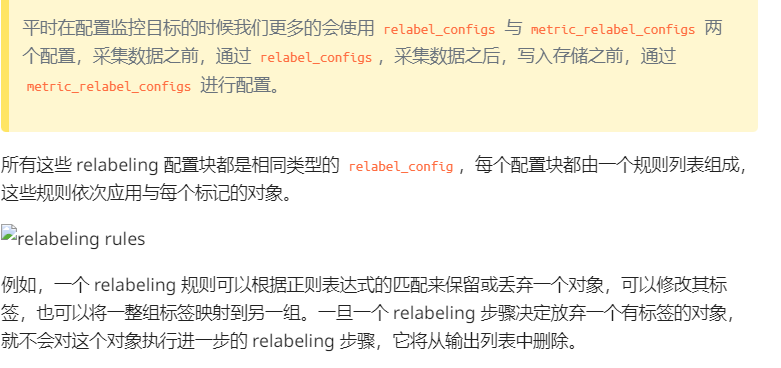 平时在配置监控目标的时候我们更多的会使用 relabel_configs 与 metric_relabel_configs 两
个配置，采集数据之前，通过 relabel_configs ，采集数据之后，写入存储之前，通过
metric_relabel_configs 进行配置。
所有这些 relabeling 配置块都是相同类型的 relabel_config ，每个配置块都由一个规则列表组成，
这些规则依次应用与每个标记的对象。
relabeling rules
例如，一个 relabeling 规则可以根据正则表达式的匹配来保留或丢弃一个对象，可以修改其标
签，也可以将一整组标签映射到另一组。一旦一个 relabeling 步骤决定放弃一个有标签的对象，
就不会对这个对象执行进一步的 relabeling 步骤，它将从输出列表中删除。